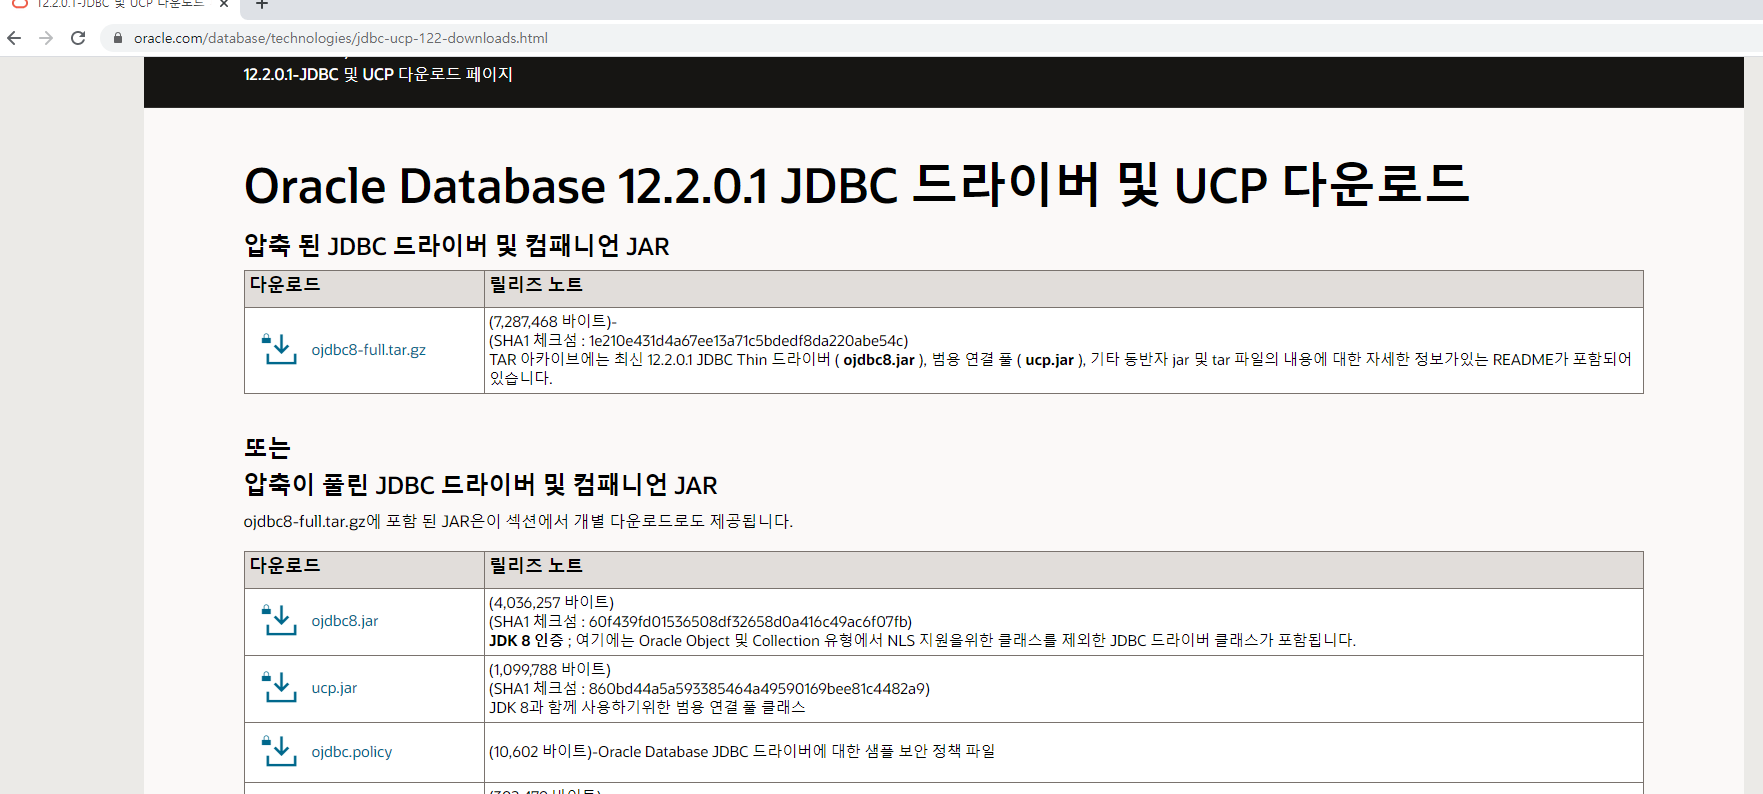 12.2.0.1-JDBC 및 UCP 다운로드
oracle.com/database/technologies/jdbc-ucp-122-downloads.html
12.2.0.1-JDBC 및 UCP 다운로드 페이지
Oracle Database 12.2.0.1 JDBC 드라이버 및 UCP 다운로드
압축 된 JDBC 드라이버 및 컴패니언 JAR
다운로드 릴리즈 노트
ojdbc8-full.tar.gz
(7,287,468 바이트)-
(SHA1 체크섬 : 1e210e431d4a67ee13a71c5bdedf8da220abe54c)
TAR 아카이브에는 최신 12.2.0.1 JDBC Thin 드라이버 ( ojdbc8.jar ), 범용 연결 풀 ( ucp.jar ), 기타 동반자 jar 및 tar 파일의 내용에 대한 자세한 정보가있는 README가 포함되어
있습니다.
또는
압축이 풀린 JDBC 드라이버 및 컴패니언 JAR
ojdbc8-full.tar.gz에 포함 된 JAR은이 섹션에서 개별 다운로드로도 제공됩니다.
다운로드 릴리즈 노트
ojdbc8.jar
(4,036,257 바이트)
(SHA1 체크섬 : 60f439fd01536508df32658d0a416c49ac6f07fb)
JDK 8 인증 ; 여기에는 Oracle Object 및 Collection 유형에서 NLS 지원을위한 클래스를 제외한 JDBC 드라이버 클래스가 포함됩니다.
ucp.jar
(1,099,788 바이트)
(SHA1 체크섬 : 860bd44a5a593385464a49590169bee81c4482a9)
JDK 8과 함께 사용하기위한 범용 연결 풀 클래스
ojdbc.policy
(10,602 바이트)-Oracle Database JDBC 드라이버에 대한 샘플 보안 정책 파일